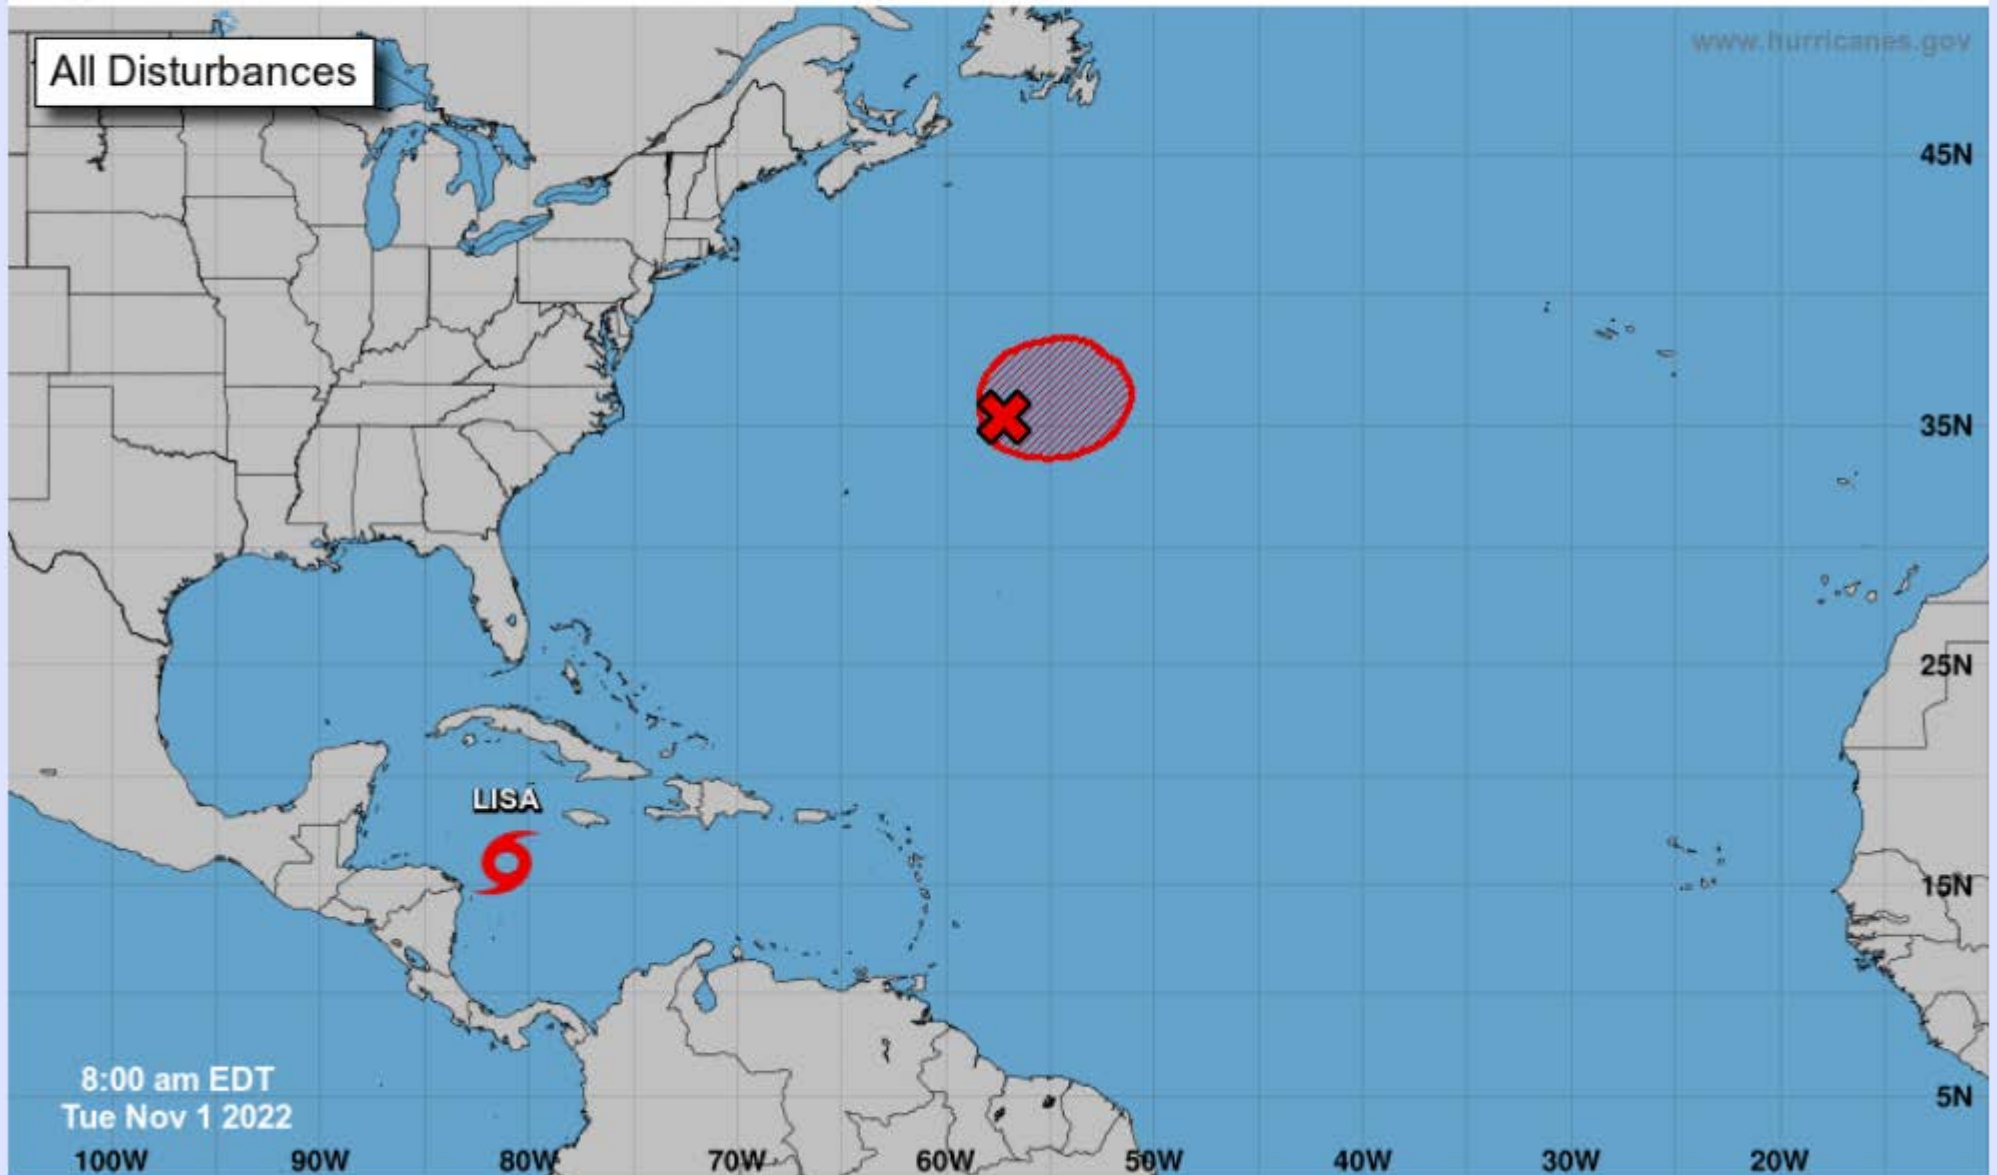 All Disturbances
www.hurricanes.gov
45N
35N
25N
LISA
15N
8:00 am EDT
Tue Nov 1 2022
5N
100W 90W 80W 70W 60W 50W 40W 30W 20W